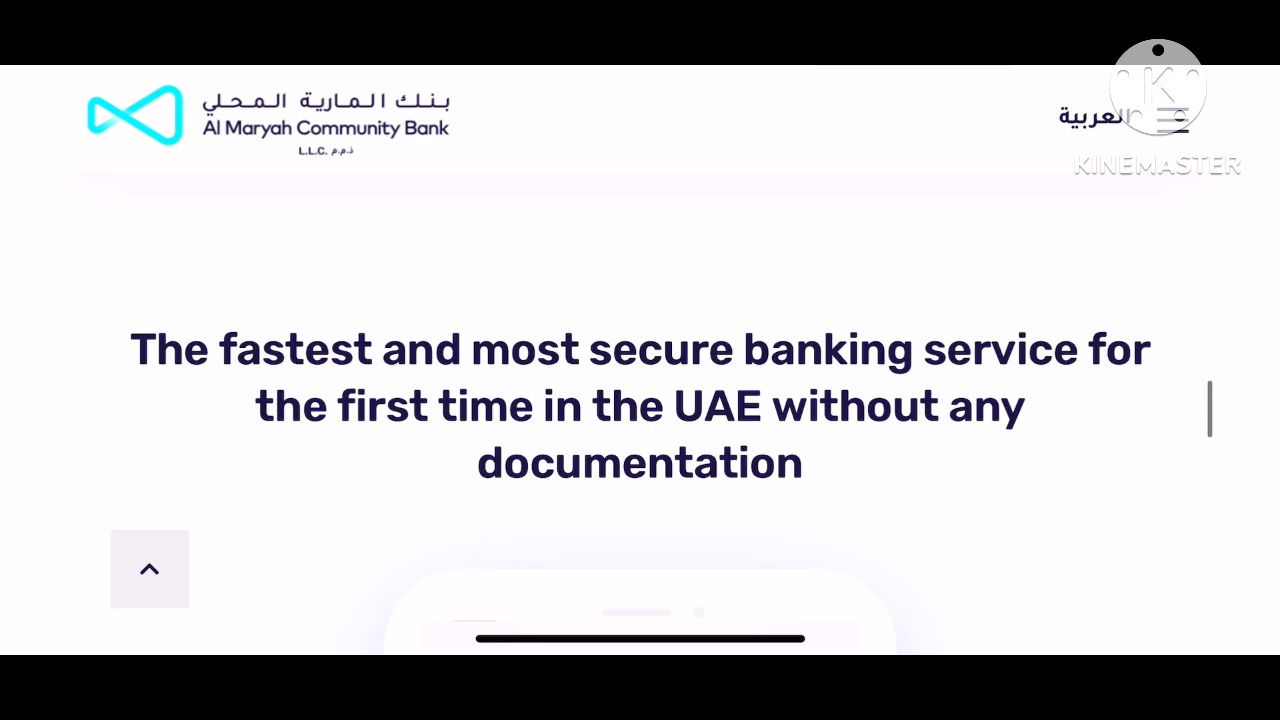 بنك المارية المحلي
Al Maryah Community Bank
L.L.C. ذ.م.م
العربية
KINEMASTER
The fastest and most secure banking service for
the first time in the UAE without any
documentation